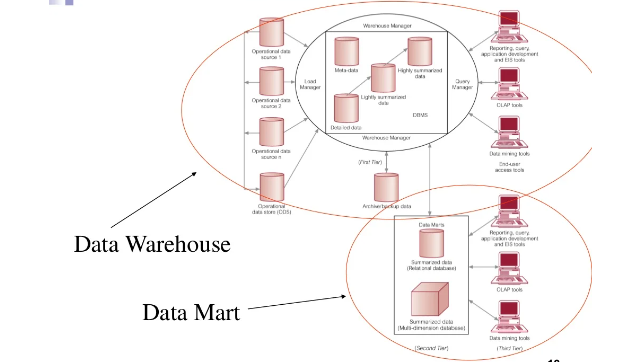 Warehouse Manager
Operational data
source 1
Meta-data
Highly summarized
data
Reporting, query,
application development
and EIS tools
Load
Manager
Query
Manager
Operational data
source 2
Lightly summarized
data
OLAP tools
DBMS
Detailed data
Warehouse Manager
Operational data
source n
(First Tier)
Data mining tools
End-user
access tools
Operational
data store (ODS)
Archive/backup data
Data Warehouse
Data Marts
Reporting, query,
application development
and EIS tools
Summarized data
(Relational database)
OLAP tools
Data Mart
Summarized data
(Multi-dimension database)
Data mining tools
(Second Tier)
(Third Tier)